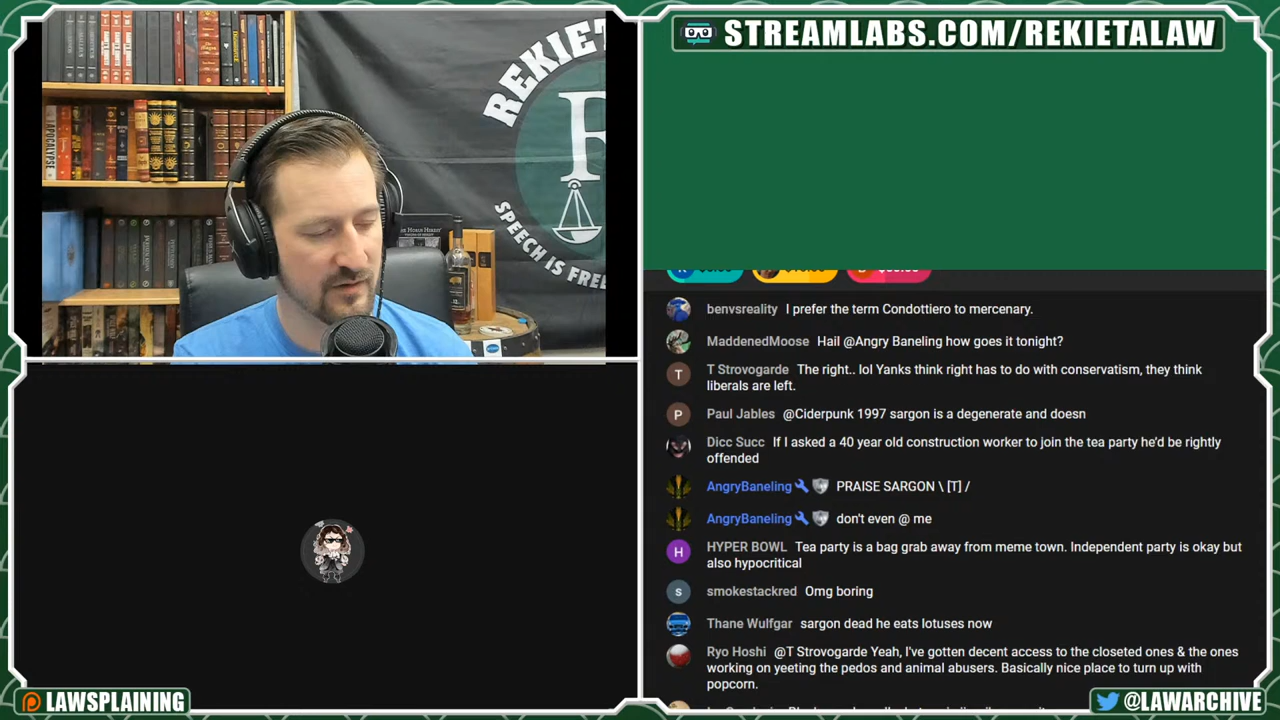 STREAMLABS.COM/REKIETALAW
REKIET
R
SPEECH IS FREE
APOCALYPSE
benvsreality I prefer the term Condottiero to mercenary.
MaddenedMoose Hail @Angry Baneling how goes it tonight?
T
T Strovogarde The right.. lol Yanks think right has to do with conservatism, they think
liberals are left.
P
Paul Jables @Ciderpunk 1997 sargon is a degenerate and doesn
Dicc Succ If I asked a 40 year old construction worker to join the tea party he'd be rightly
offended
AngryBaneling PRAISE SARGON \ [T] /
AngryBaneling don't even @ me
H
HYPER BOWL Tea party is a bag grab away from meme town. Independent party is okay but
also hypocritical
s
smokestackred Omg boring
Thane Wulfgar sargon dead he eats lotuses now
Ryo Hoshi @T Strovogarde Yeah, I've gotten decent access to the closeted ones & the ones
working on yeeting the pedos and animal abusers. Basically nice place to turn up with
popcorn.
LAWSPLAINING
@LAWARCHIVE